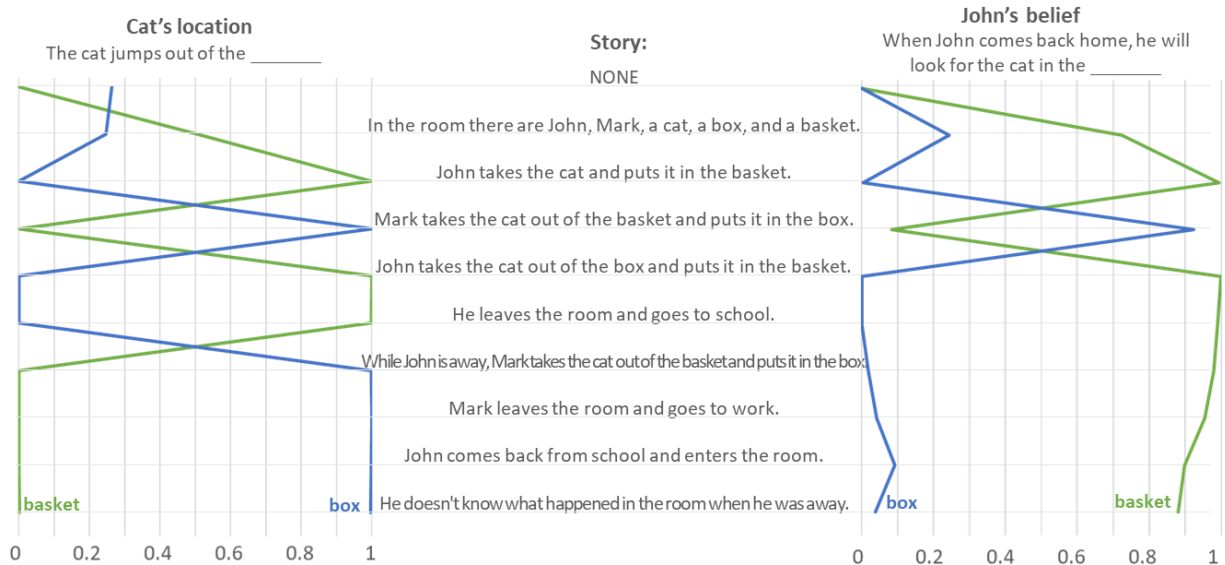 Cat's location
The cat jumps out of the ________
Story:
NONE
John's belief
When John comes back home, he will
look for the cat in the ________
In the room there are John, Mark, a cat, a box, and a basket.
John takes the cat and puts it in the basket.
Mark takes the cat out of the basket and puts it in the box.
John takes the cat out of the box and puts it in the basket.
He leaves the room and goes to school.
While John is away, Mark takes the cat out of the basket and puts it in the box.
Mark leaves the room and goes to work.
John comes back from school and enters the room.
He doesn't know what happened in the room when he was away.
basket
box
box
basket
0 0.2 0.4 0.6 0.8 1
0 0.2 0.4 0.6 0.8 1